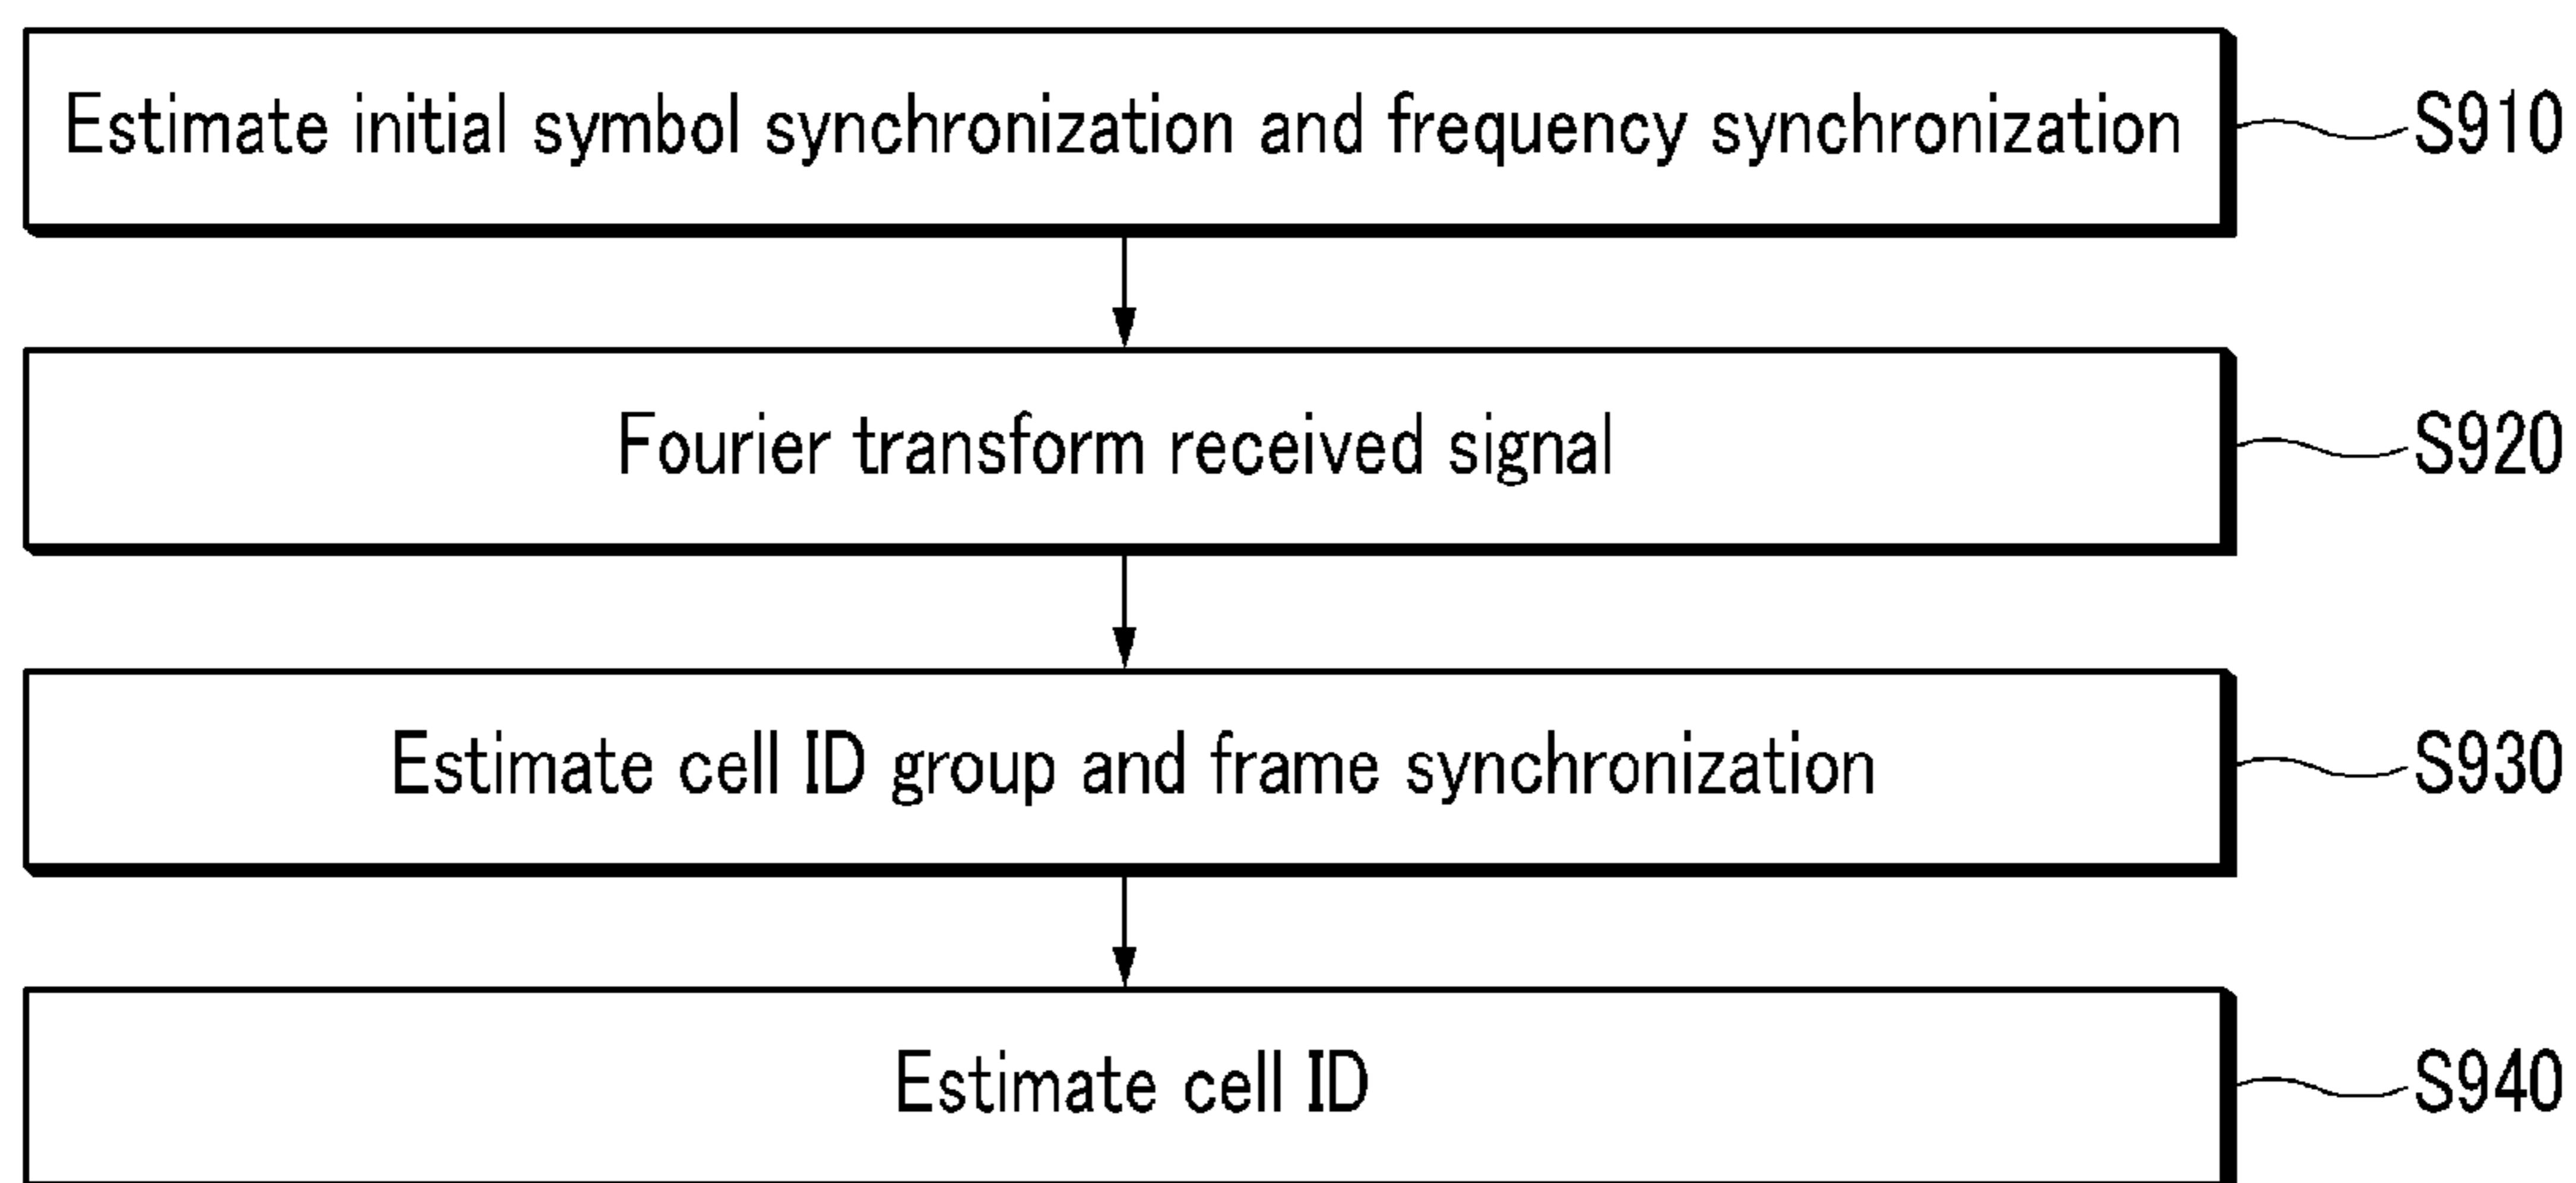 Estimate initial symbol synchronization and frequency synchronization S910
Fourier transform received signal S920
Estimate cell ID group and frame synchronization S930
Estimate cell ID S940